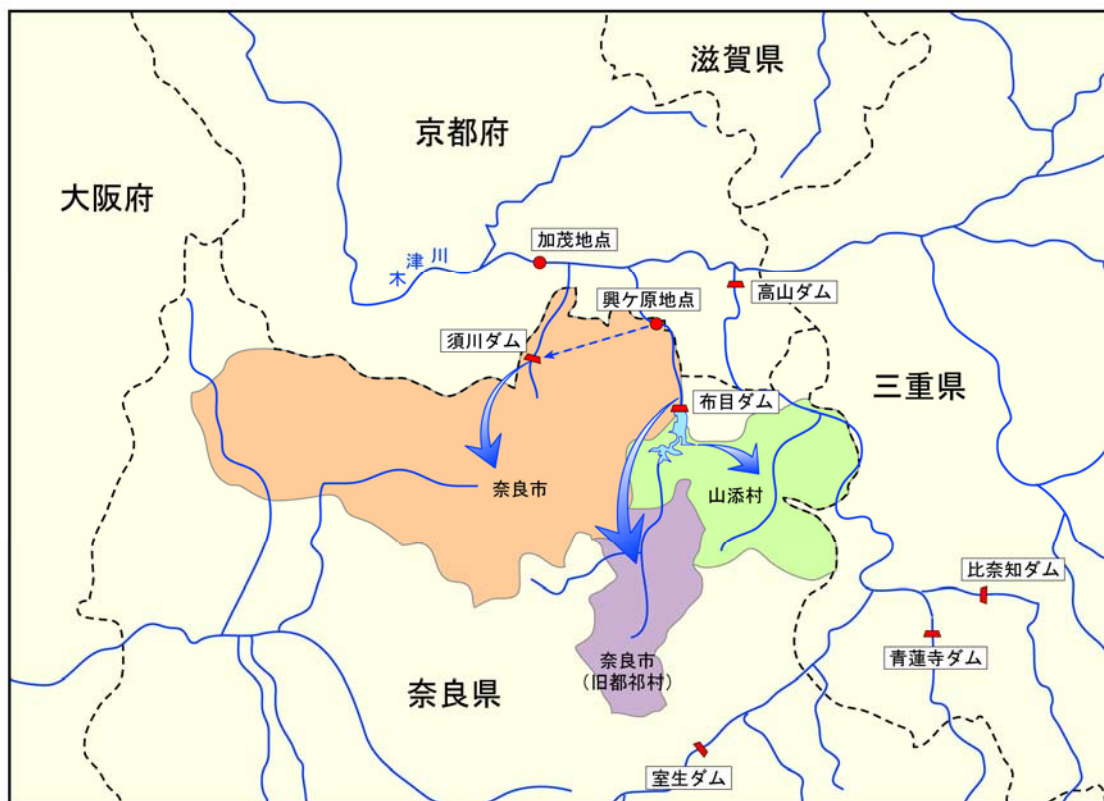 滋賀県
京都府
大阪府
加茂地点
木津川
興ケ原地点
高山ダム
須川ダム
三重県
布目ダム
奈良市
山添村
比奈知ダム
青蓮寺ダム
奈良市
（旧都祁村）
奈良県
室生ダム